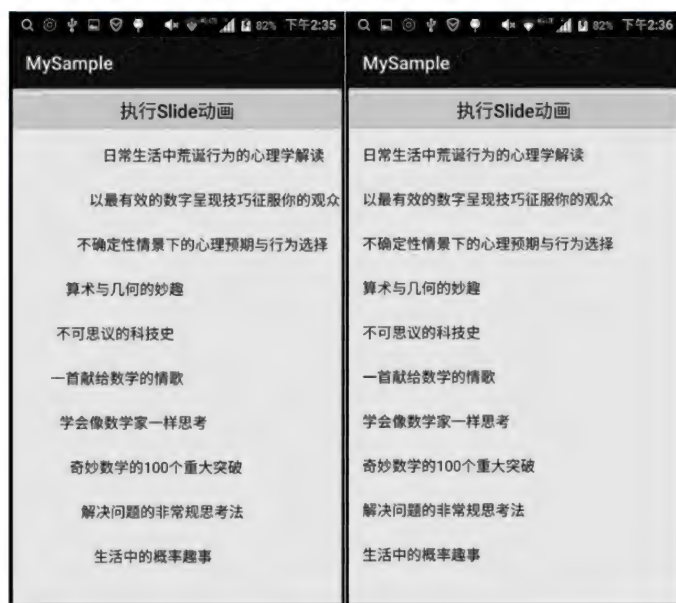 82% 下午2:35
MySample
执行Slide动画
日常生活中荒诞行为的心理学解读
以最有效的数字呈现技巧征服你的观众
不确定性情景下的心理预期与行为选择
算术与几何的妙趣
不可思议的科技史
一首献给数学的情歌
学会像数学家一样思考
奇妙数学的100个重大突破
解决问题的非常规思考法
生活中的概率趣事
82% 下午2:36
MySample
执行Slide动画
日常生活中荒诞行为的心理学解读
以最有效的数字呈现技巧征服你的观众
不确定性情景下的心理预期与行为选择
算术与几何的妙趣
不可思议的科技史
一首献给数学的情歌
学会像数学家一样思考
奇妙数学的100个重大突破
解决问题的非常规思考法
生活中的概率趣事